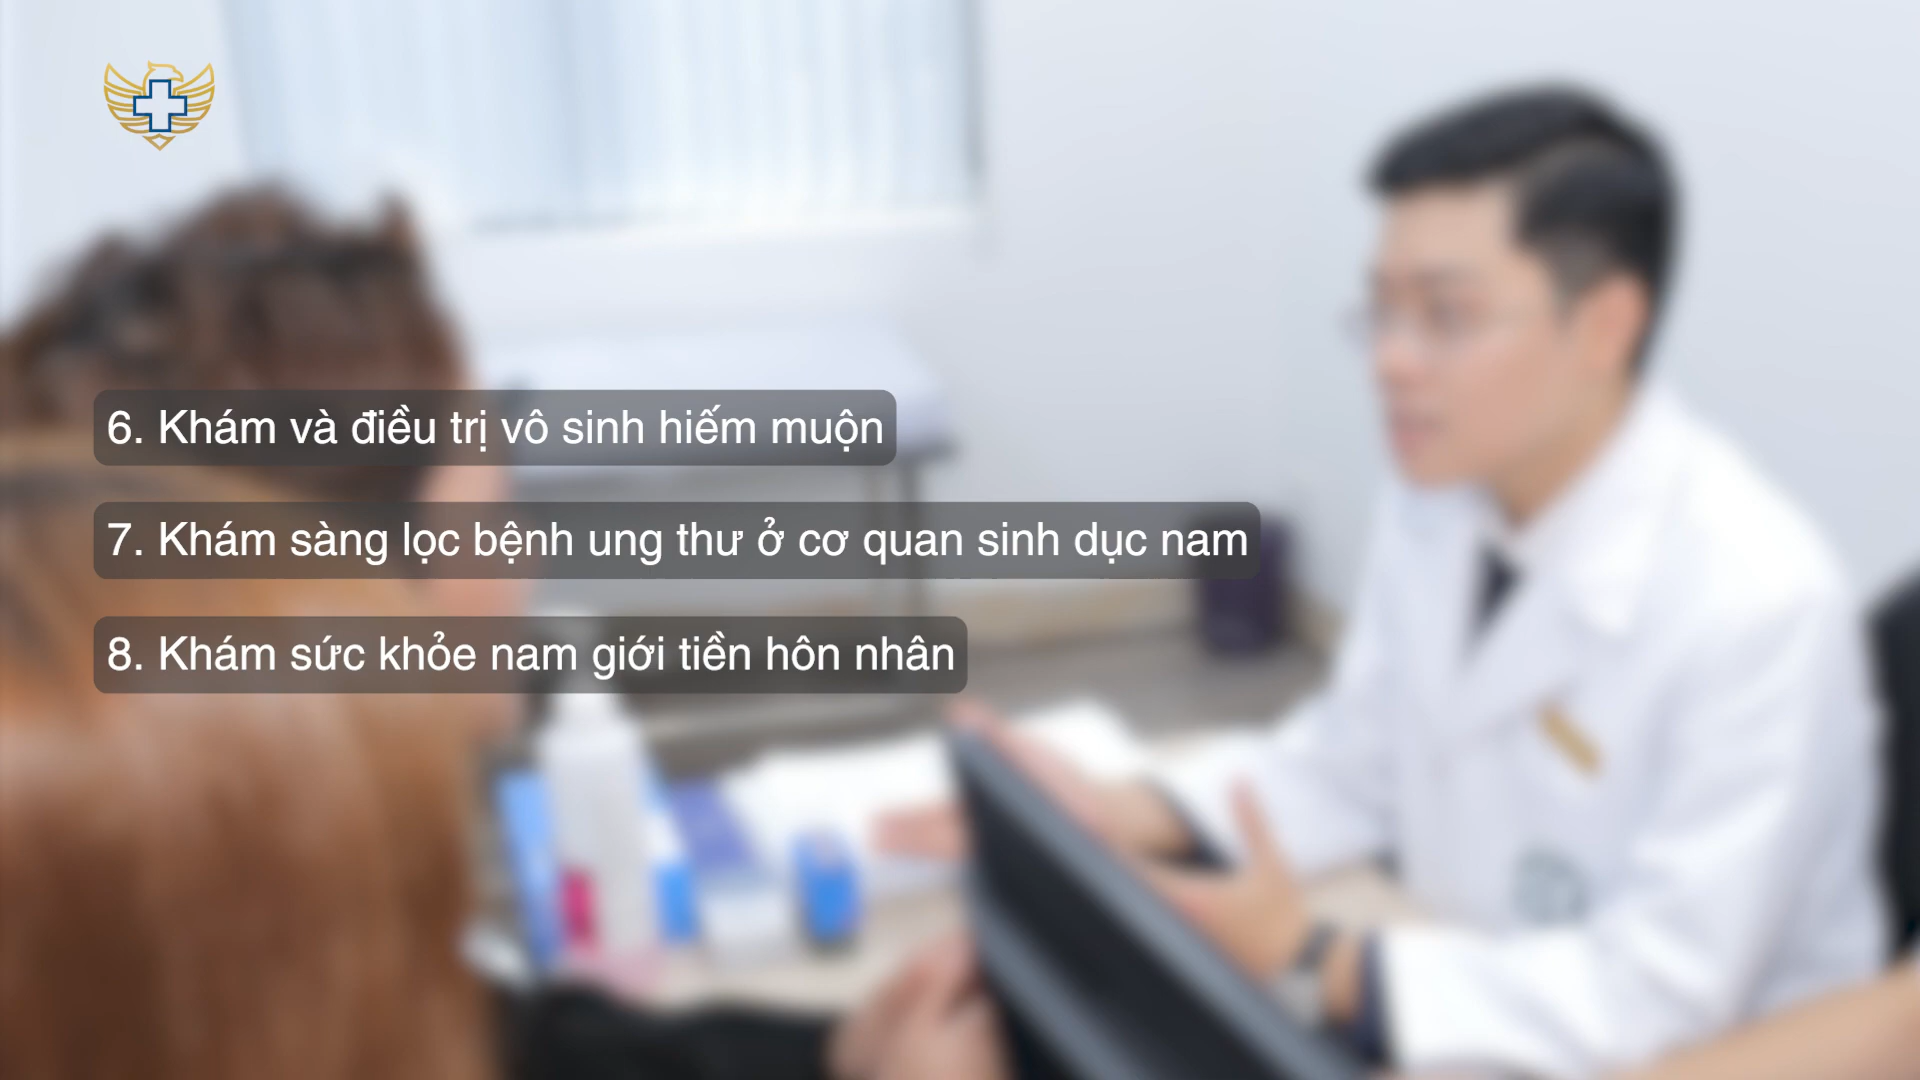 6. Khám và điều trị vô sinh hiếm muộn
7. Khám sàng lọc bệnh ung thư ở cơ quan sinh dục nam
8. Khám sức khỏe nam giới tiền hôn nhân